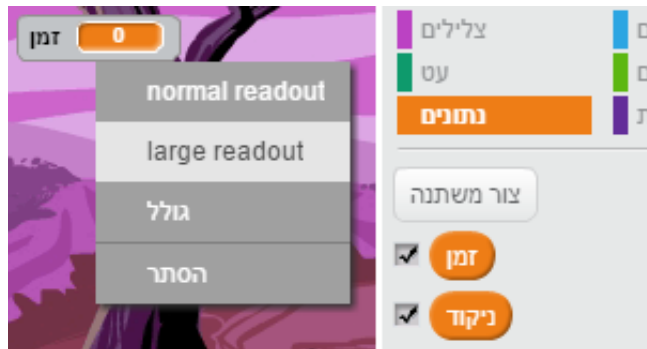 זמן 0
normal readout
large readout
גולל
הסתר
צלילים
עט
נתונים
צור משתנה
זמן
ניקוד